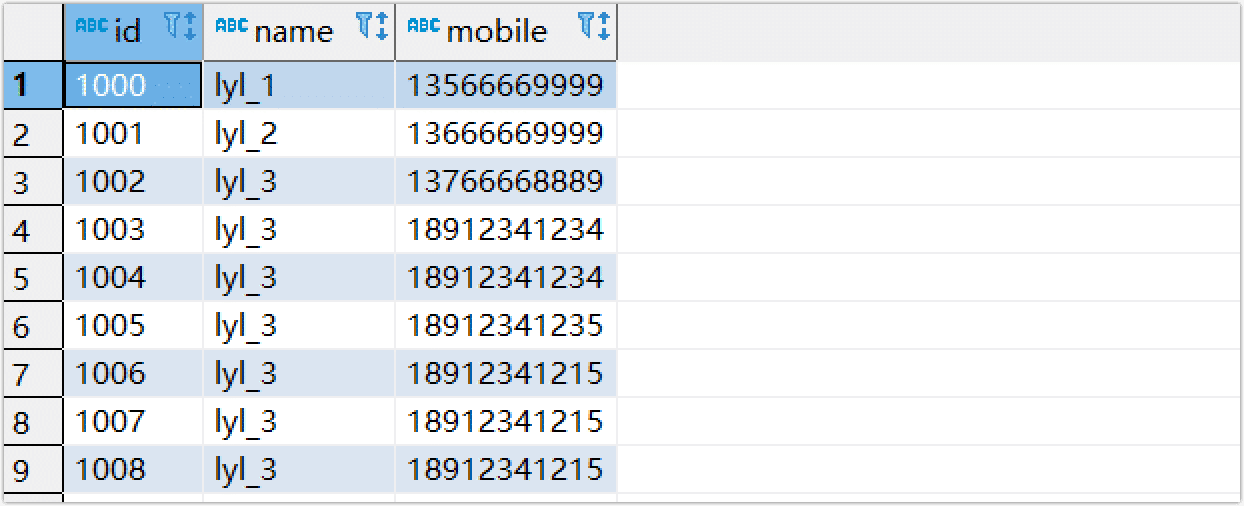 ABC id ABC name ABC mobile
1 1000 lyl_1 13566669999
2 1001 lyl_2 13666669999
3 1002 lyl_3 13766668889
4 1003 lyl_3 18912341234
5 1004 lyl_3 18912341234
6 1005 lyl_3 18912341235
7 1006 lyl_3 18912341215
8 1007 lyl_3 18912341215
9 1008 lyl_3 18912341215